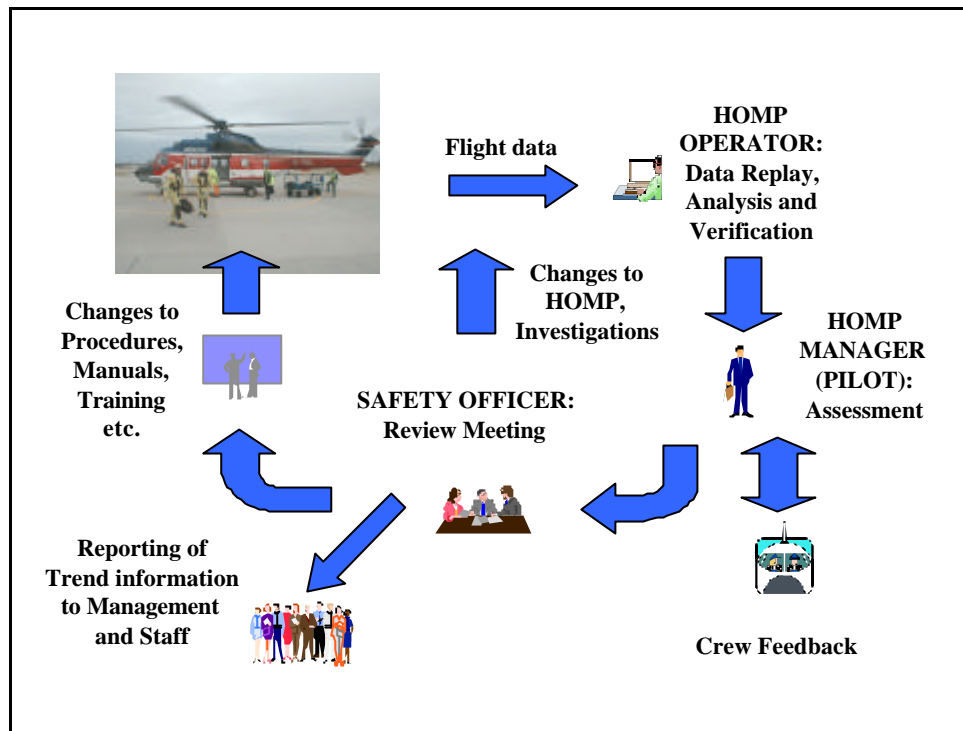 Flight data
HOMP
OPERATOR:
Data Replay,
Analysis and
Verification
Changes to
HOMP,
Investigations
HOMP
MANAGER
(PILOT):
Assessment
Changes to
Procedures,
Manuals,
Training
etc.
SAFETY OFFICER:
Review Meeting
Reporting of
Trend information
to Management
and Staff
Crew Feedback